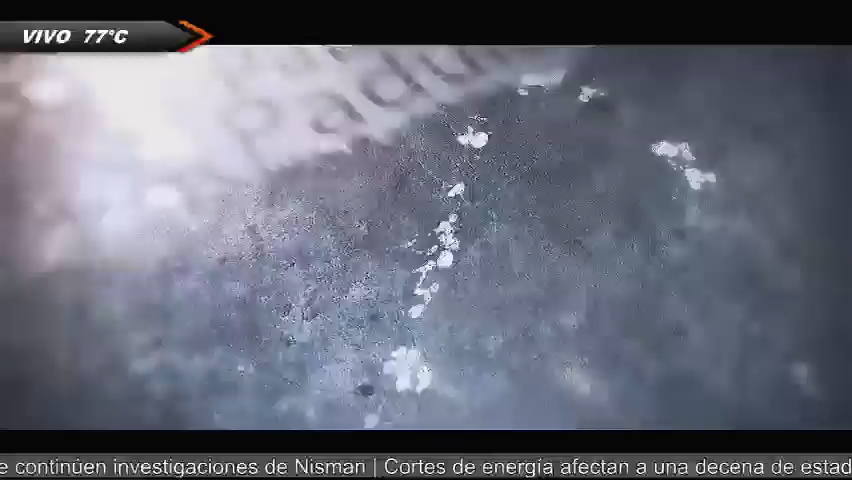 VIVO 77°C
e continúen investigaciones de Nisman | Cortes de energía afectan a una decena de estad